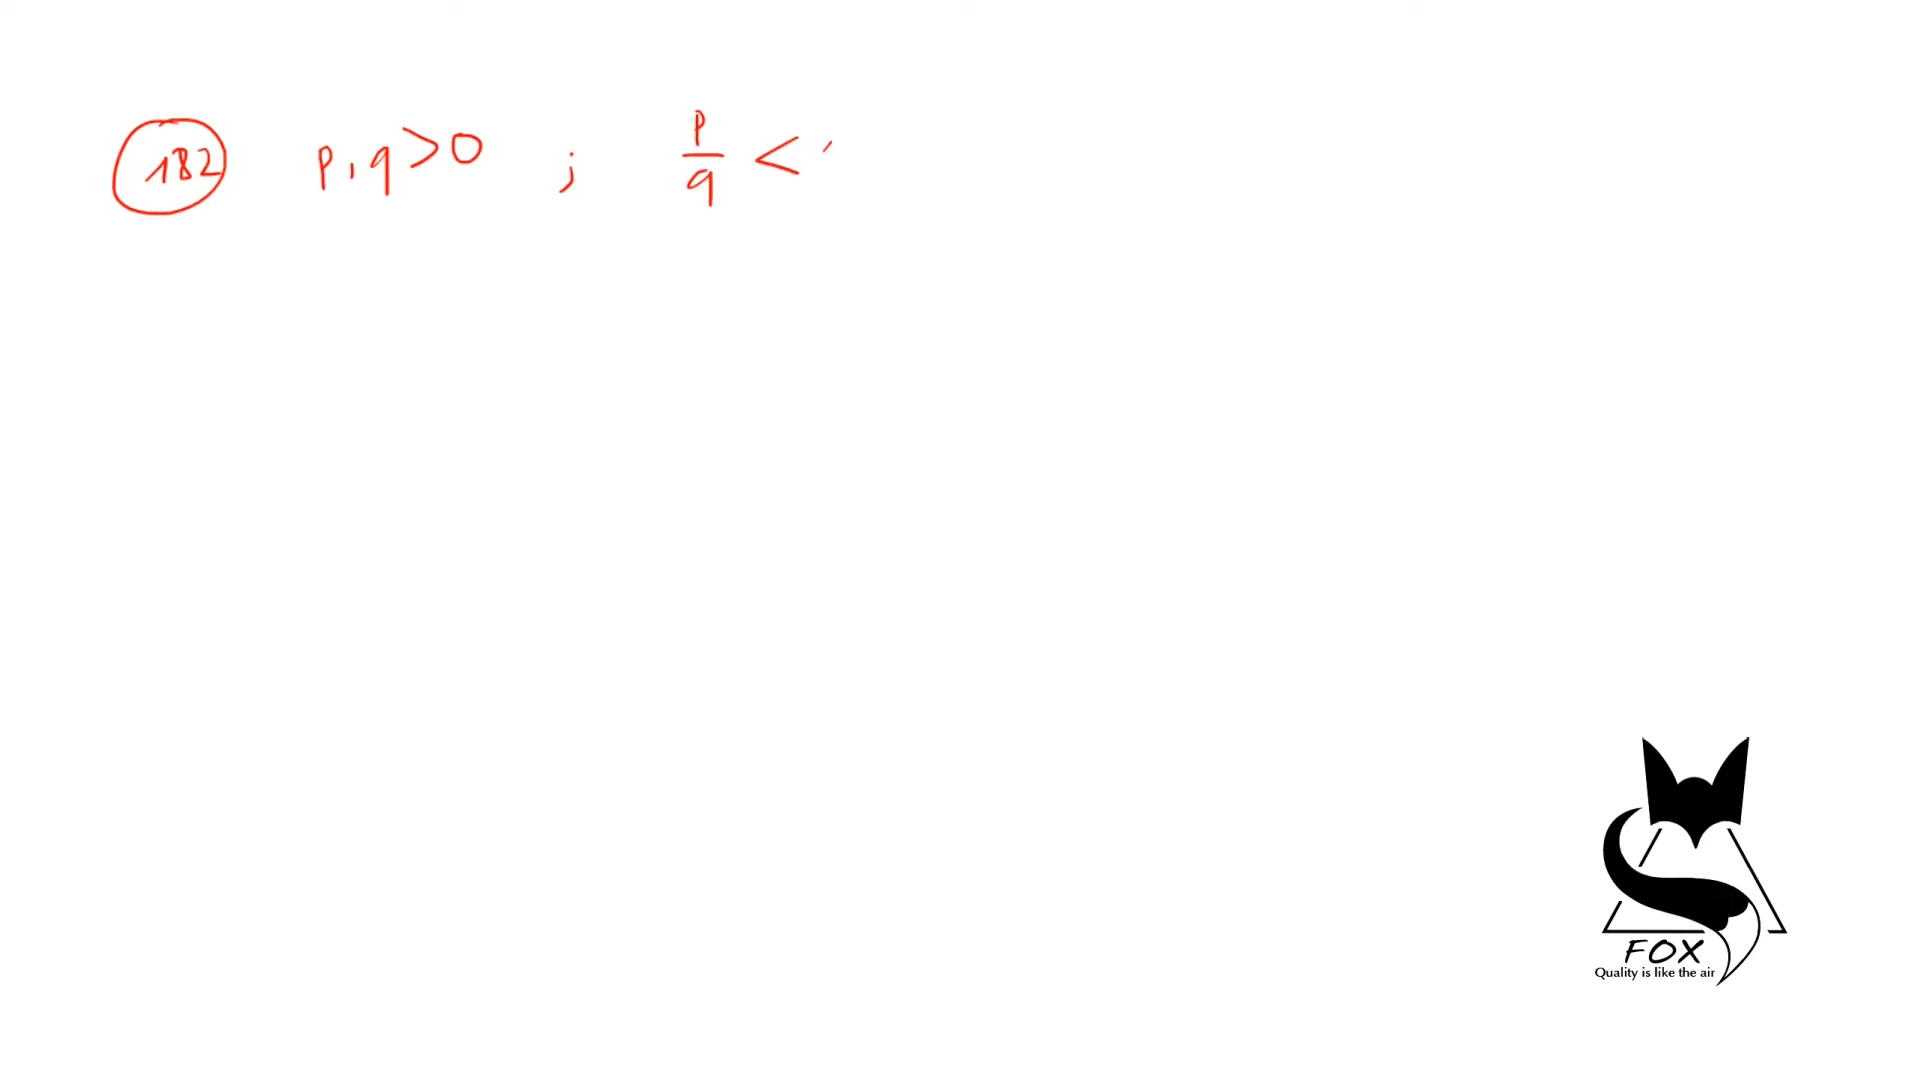 182 p, q > 0 ; p/q <
FOX
Quality is like the air